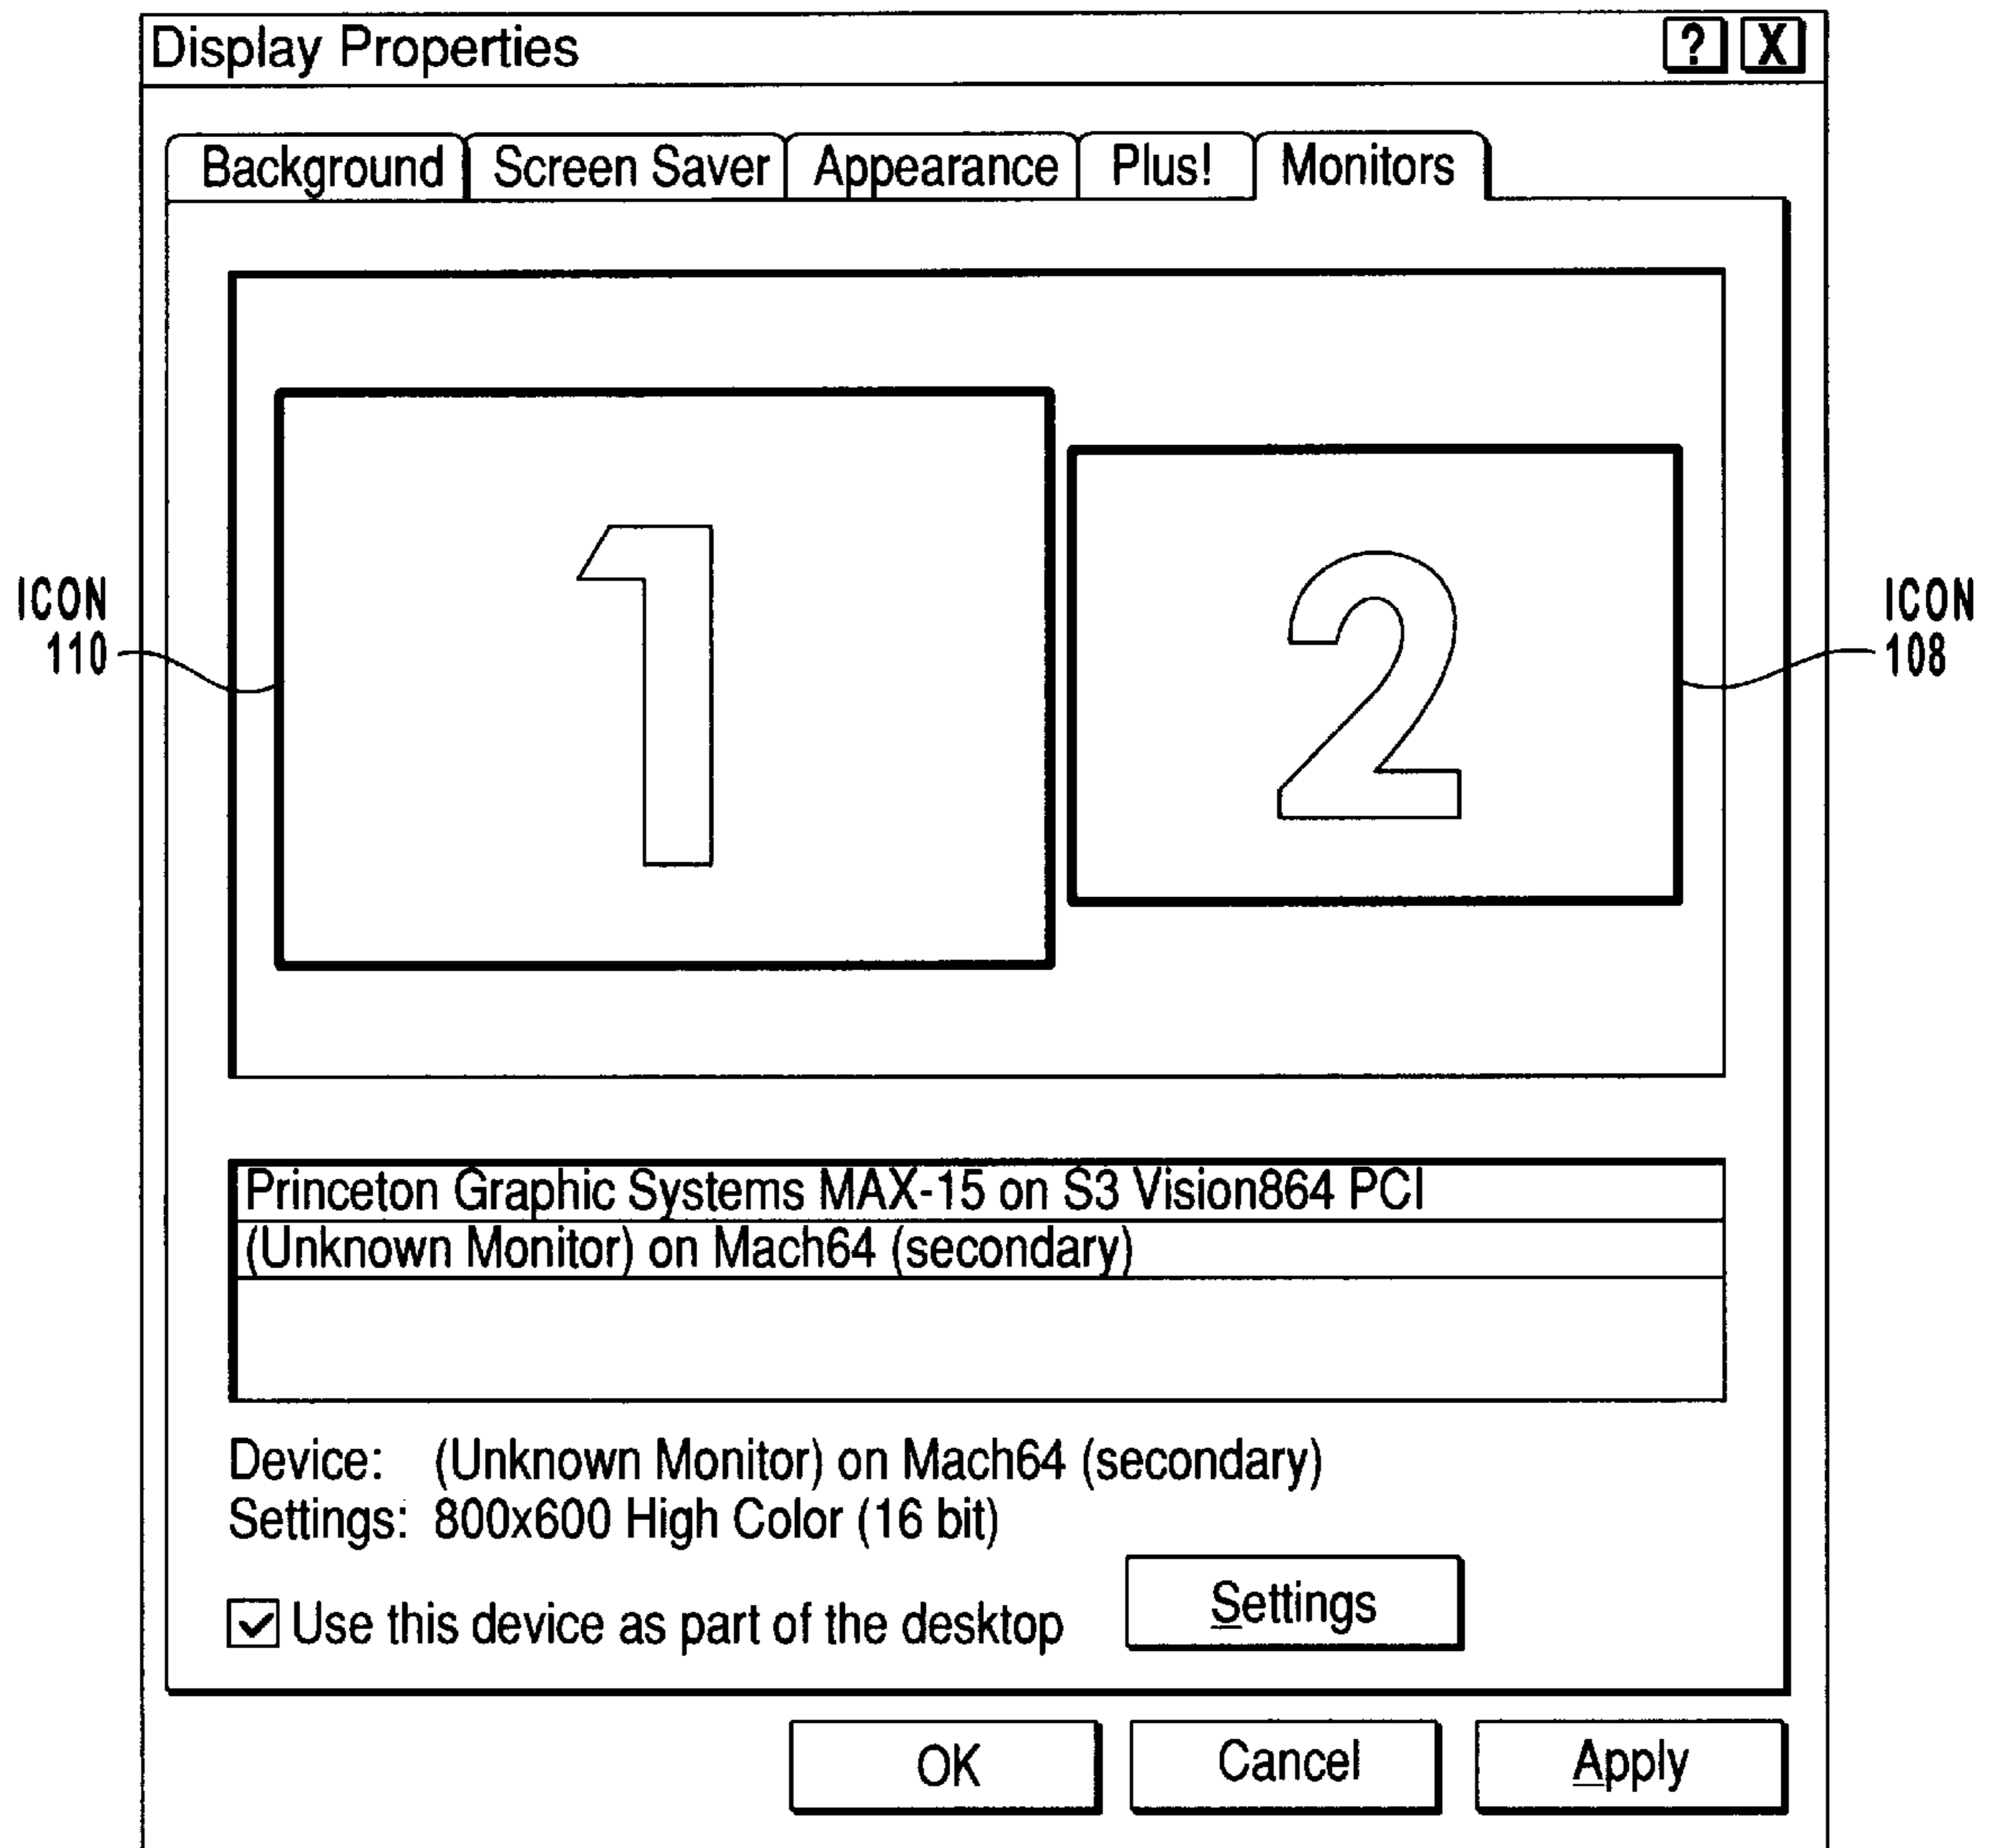 Display Properties ? X
Background Screen Saver Appearance Plus! Monitors
1
2
ICON
110
ICON
108
Princeton Graphic Systems MAX-15 on S3 Vision864 PCI
(Unknown Monitor) on Mach64 (secondary)
Device: (Unknown Monitor) on Mach64 (secondary)
Settings: 800x600 High Color (16 bit)
Use this device as part of the desktop
Settings
OK Cancel Apply